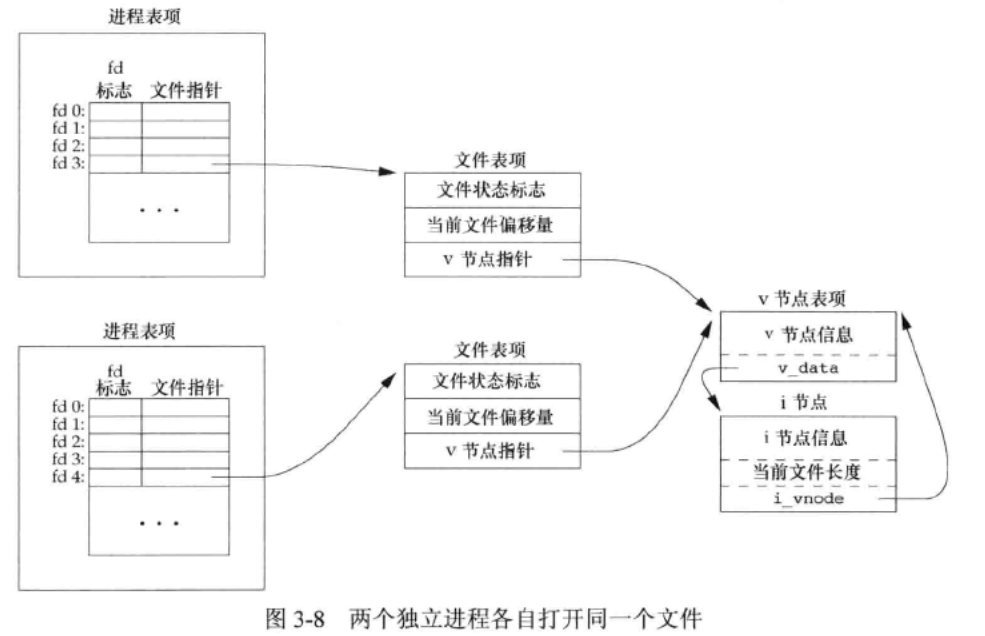 进程表项
fd
标志 文件指针
fd 0:
fd 1:
fd 2:
fd 3:
· · ·
文件表项
文件状态标志
当前文件偏移量
v 节点指针
进程表项
fd
标志 文件指针
fd 0:
fd 1:
fd 2:
fd 3:
fd 4:
· · ·
文件表项
文件状态标志
当前文件偏移量
v 节点指针
v 节点表项
v 节点信息
v_data
i 节点
i 节点信息
当前文件长度
i_vnode
图 3-8 两个独立进程各自打开同一个文件